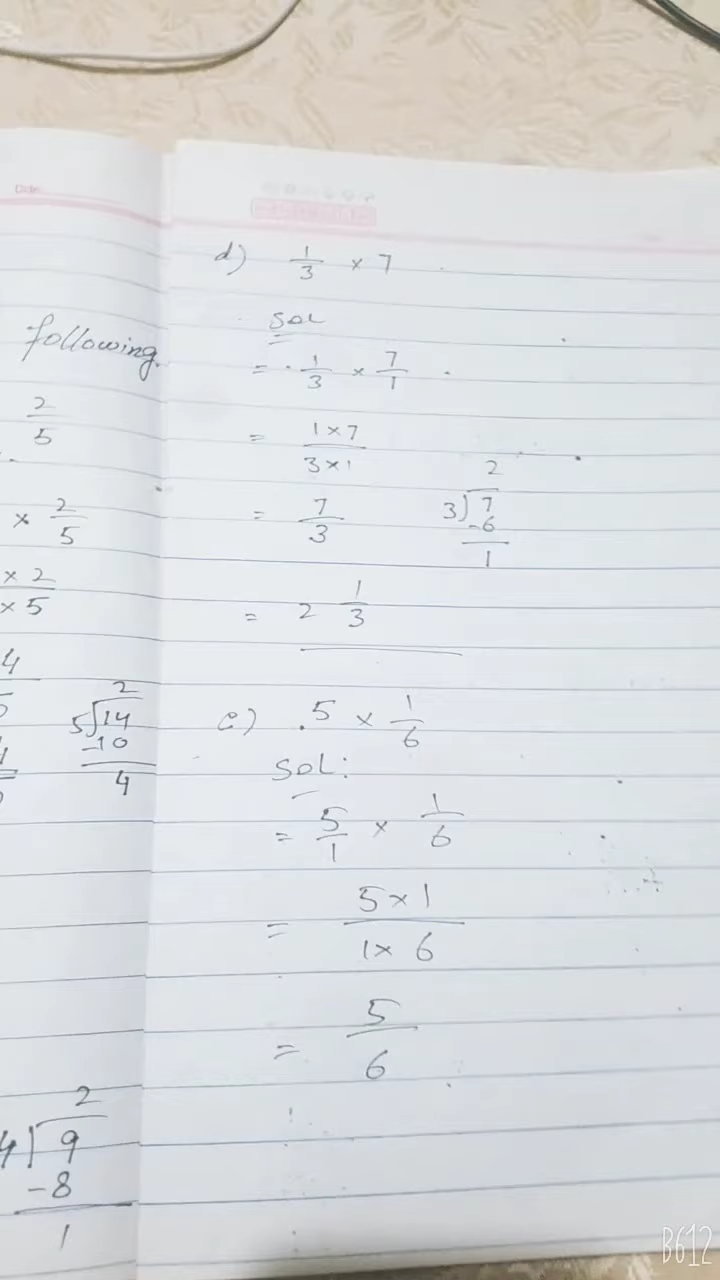 following.
2/5
× 2/5
× 2
× 5
4
2
5)14
-10
4
2
4)9
-8
1
d) 1/3 × 7
Sol
= 1/3 × 7/1
= 1×7/3×1
= 7/3
2
3)7
-6
1
= 2 1/3
e) 5 × 1/6
Sol:
= 5/1 × 1/6
= 5×1/1×6
= 5/6
B612